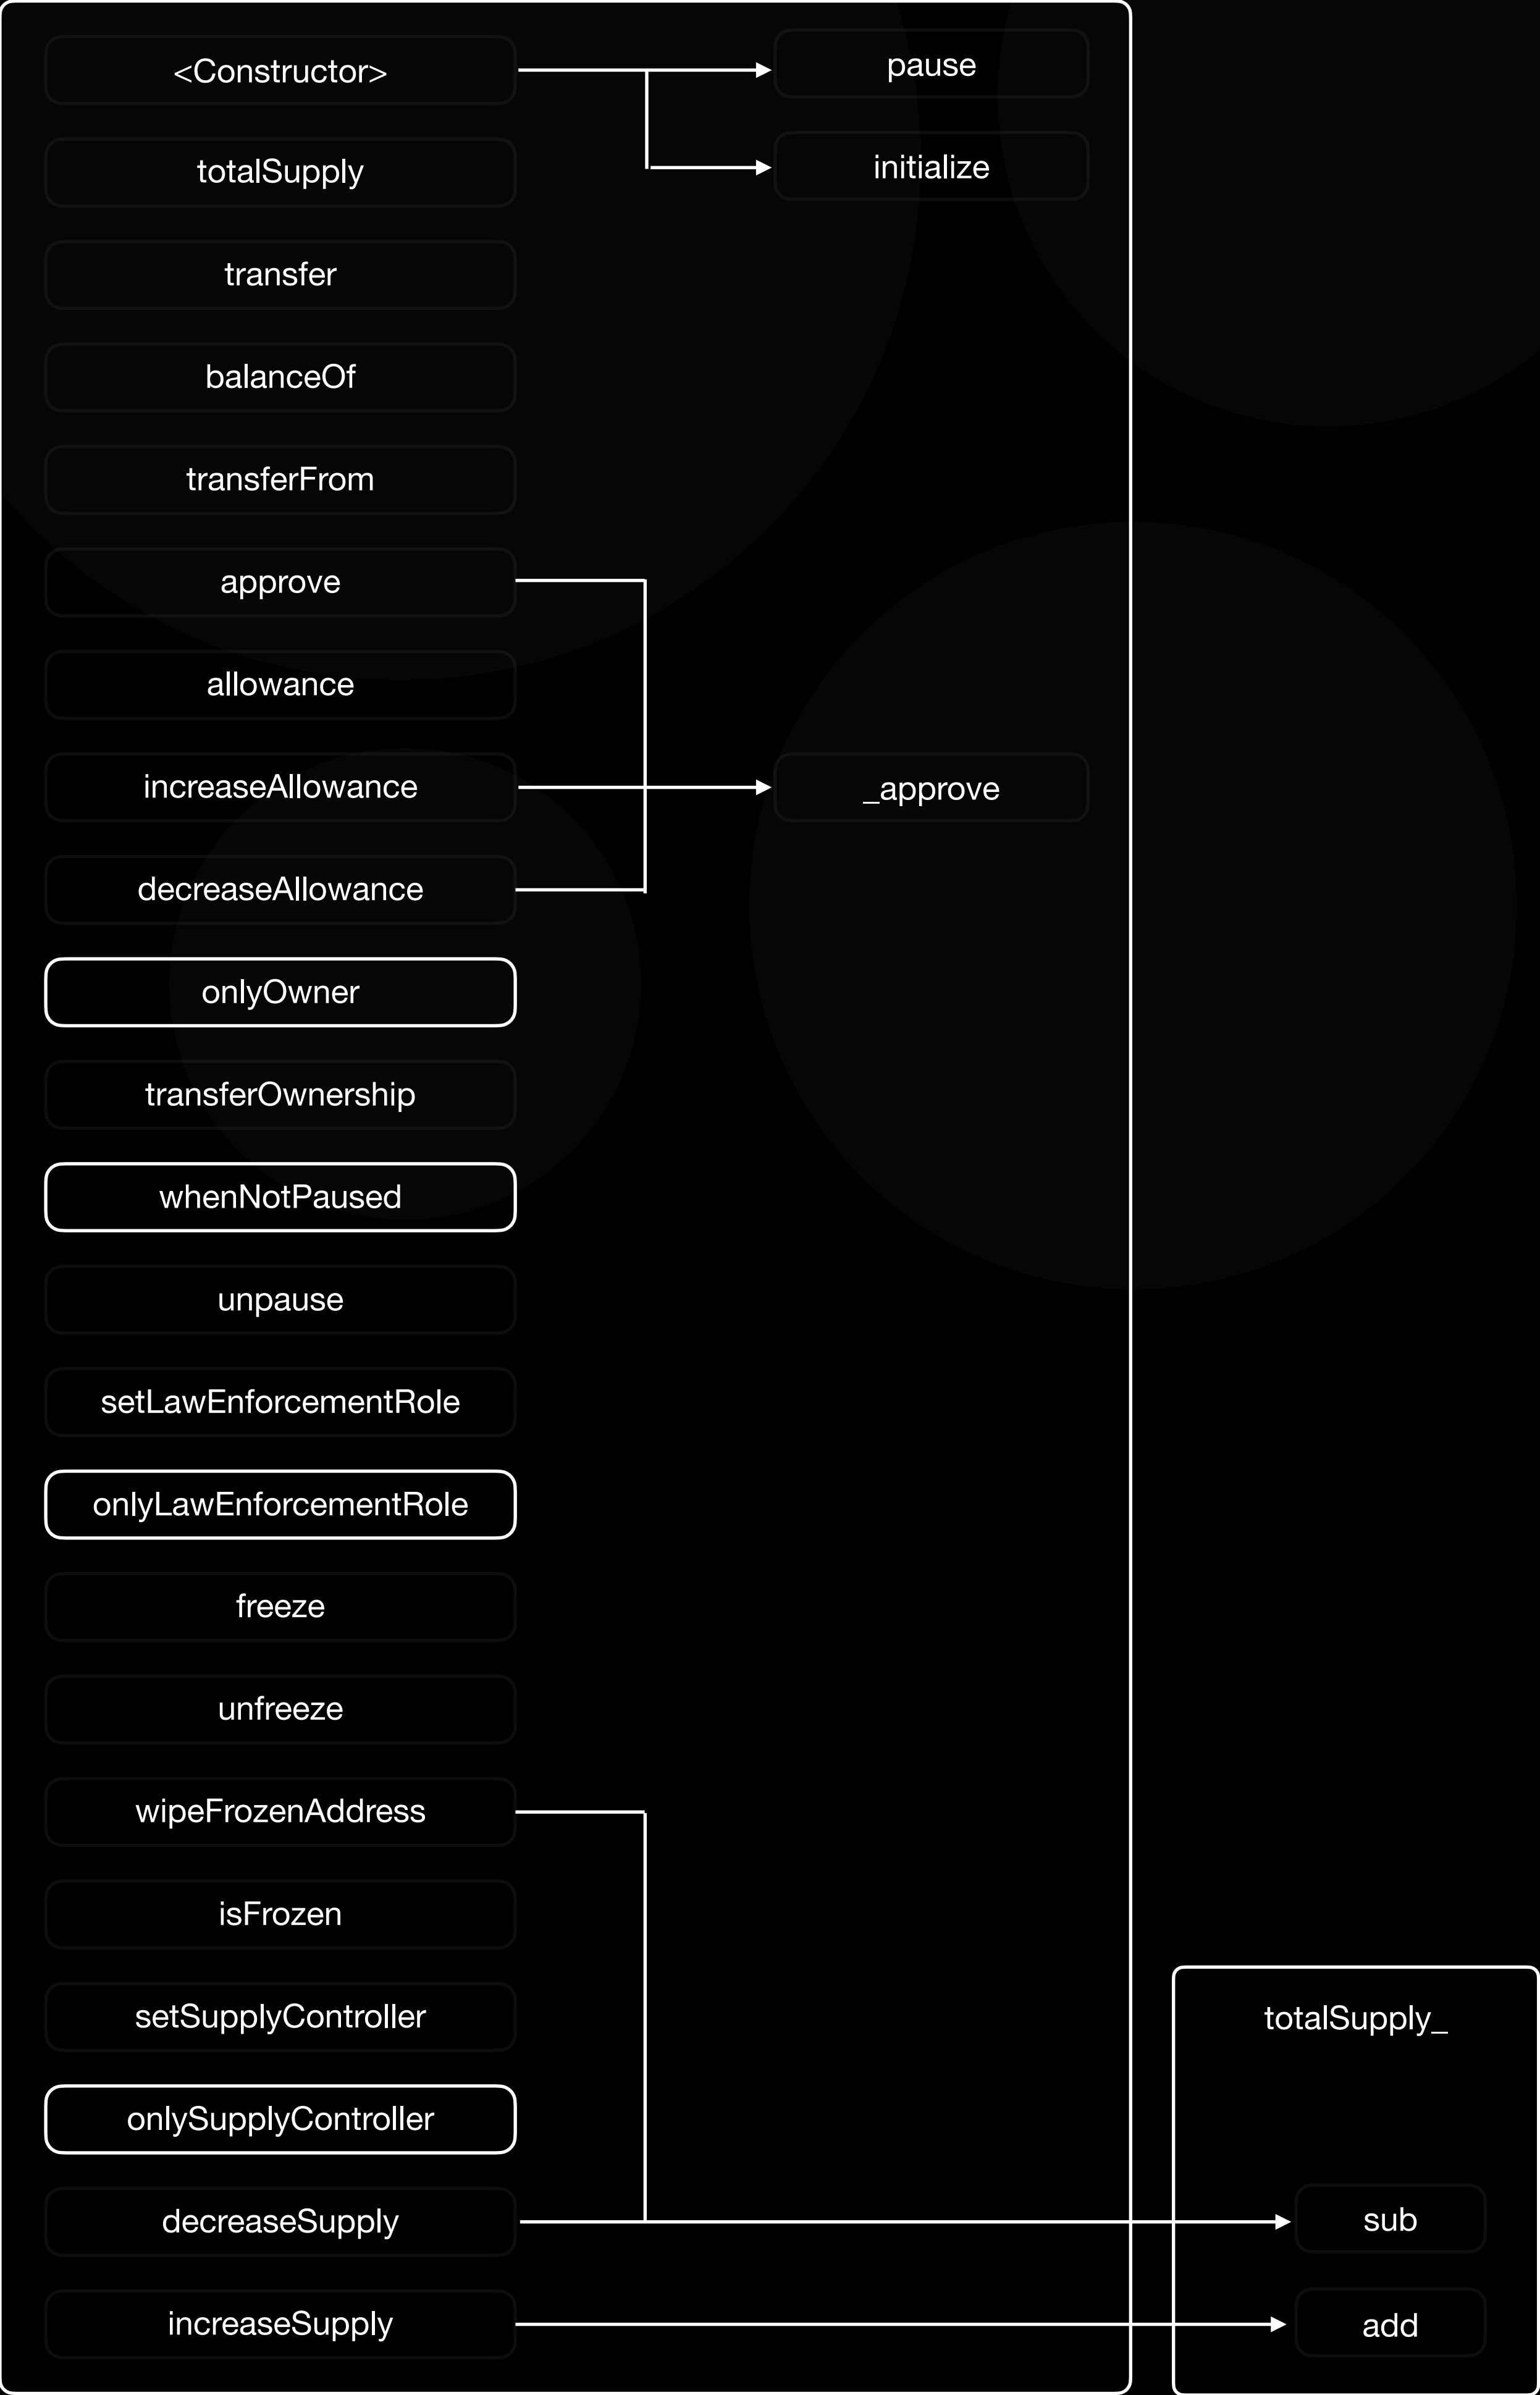 <Constructor>
pause
totalSupply
initialize
transfer
balanceOf
transferFrom
approve
allowance
increaseAllowance
_approve
decreaseAllowance
onlyOwner
transferOwnership
whenNotPaused
unpause
setLawEnforcementRole
onlyLawEnforcementRole
freeze
unfreeze
wipeFrozenAddress
isFrozen
setSupplyController
totalSupply_
onlySupplyController
decreaseSupply
sub
increaseSupply
add